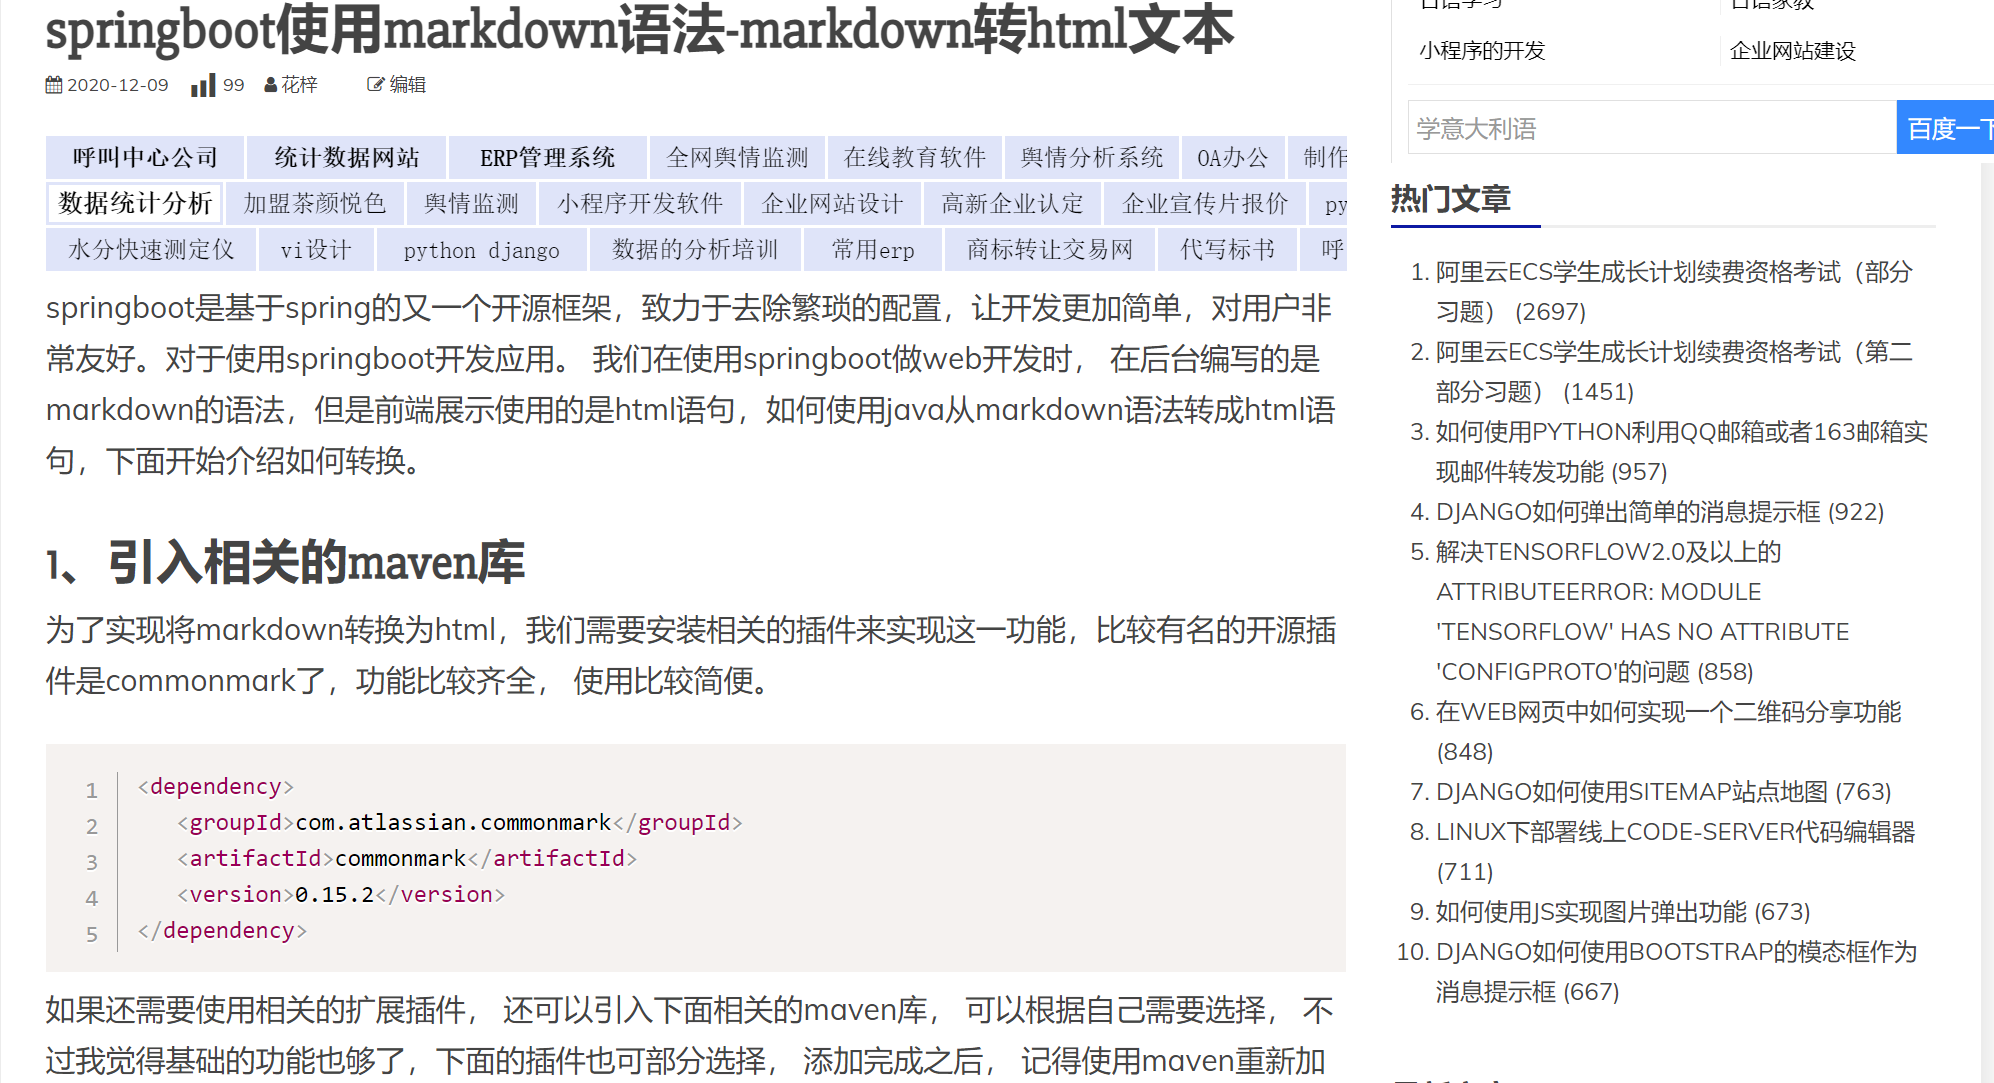 springboot使用markdown语法-markdown转html文本
2020-12-09 99 花梓 编辑
呼叫中心公司 统计数据网站 ERP管理系统 全网舆情监测 在线教育软件 舆情分析系统 OA办公 制作
数据统计分析 加盟茶颜悦色 舆情监测 小程序开发软件 企业网站设计 高新企业认定 企业宣传片报价 py
水分快速测定仪 vi设计 python django 数据的分析培训 常用erp 商标转让交易网 代写标书 呼
springboot是基于spring的又一个开源框架，致力于去除繁琐的配置，让开发更加简单，对用户非
常友好。对于使用springboot开发应用。 我们在使用springboot做web开发时， 在后台编写的是
markdown的语法，但是前端展示使用的是html语句，如何使用java从markdown语法转成html语
句，下面开始介绍如何转换。
1、引入相关的maven库
为了实现将markdown转换为html，我们需要安装相关的插件来实现这一功能，比较有名的开源插
件是commonmark了，功能比较齐全， 使用比较简便。
1 <dependency>
2 <groupId>com.atlassian.commonmark</groupId>
3 <artifactId>commonmark</artifactId>
4 <version>0.15.2</version>
5 </dependency>
如果还需要使用相关的扩展插件， 还可以引入下面相关的maven库， 可以根据自己需要选择， 不
过我觉得基础的功能也够了，下面的插件也可部分选择， 添加完成之后， 记得使用maven重新加
日语学习 日语家教
小程序的开发 企业网站建设
学意大利语 百度一下
热门文章
1. 阿里云ECS学生成长计划续费资格考试（部分
习题） (2697)
2. 阿里云ECS学生成长计划续费资格考试（第二
部分习题） (1451)
3. 如何使用PYTHON利用QQ邮箱或者163邮箱实
现邮件转发功能 (957)
4. DJANGO如何弹出简单的消息提示框 (922)
5. 解决TENSORFLOW2.0及以上的
ATTRIBUTEERROR: MODULE
'TENSORFLOW' HAS NO ATTRIBUTE
'CONFIGPROTO'的问题 (858)
6. 在WEB网页中如何实现一个二维码分享功能
(848)
7. DJANGO如何使用SITEMAP站点地图 (763)
8. LINUX下部署线上CODE-SERVER代码编辑器
(711)
9. 如何使用JS实现图片弹出功能 (673)
10. DJANGO如何使用BOOTSTRAP的模态框作为
消息提示框 (667)